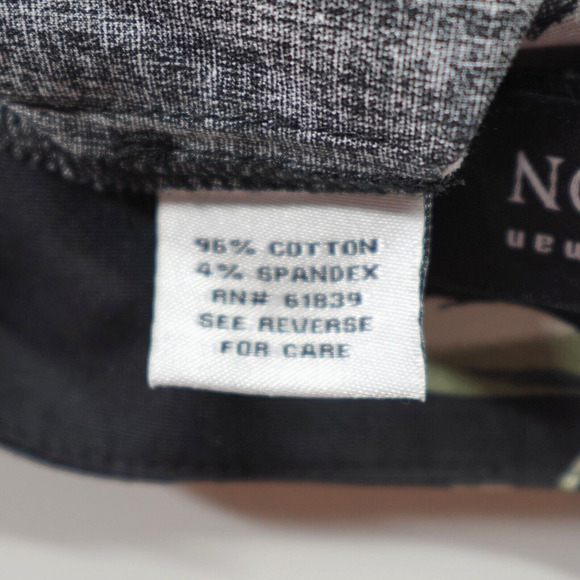 96% COTTON
4% SPANDEX
RN# 61839
SEE REVERSE
FOR CARE